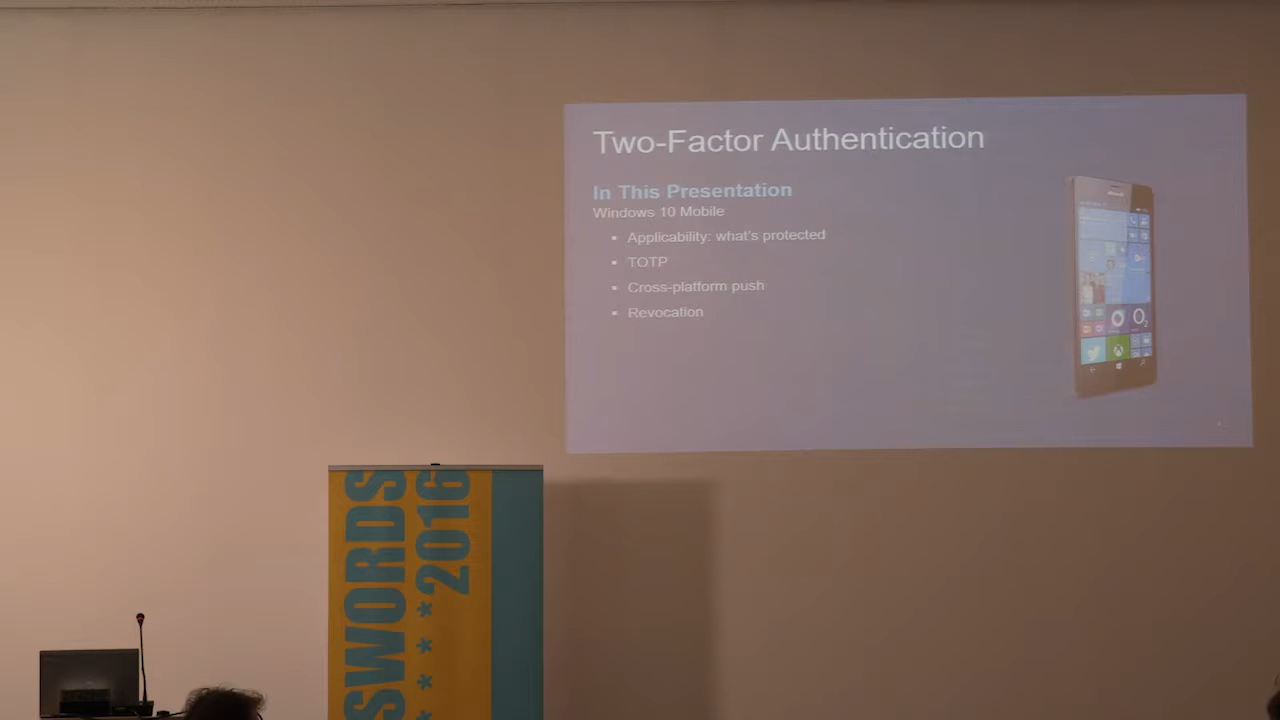 Two-Factor Authentication
In This Presentation
Windows 10 Mobile
▪ Applicability: what's protected
▪ TOTP
▪ Cross-platform push
▪ Revocation
SWORDS
****2016